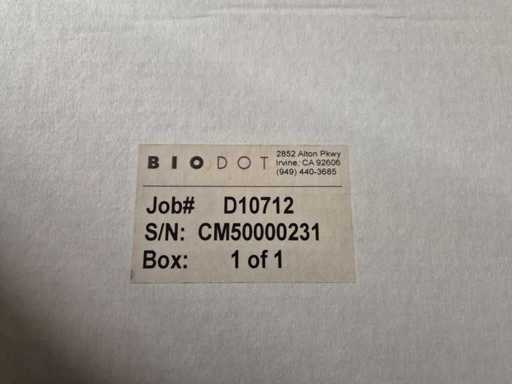 BIODOT
2852 Alton Pkwy
Irvine, CA 92606
(949) 440-3685
Job# D10712
S/N: CM50000231
Box: 1 of 1